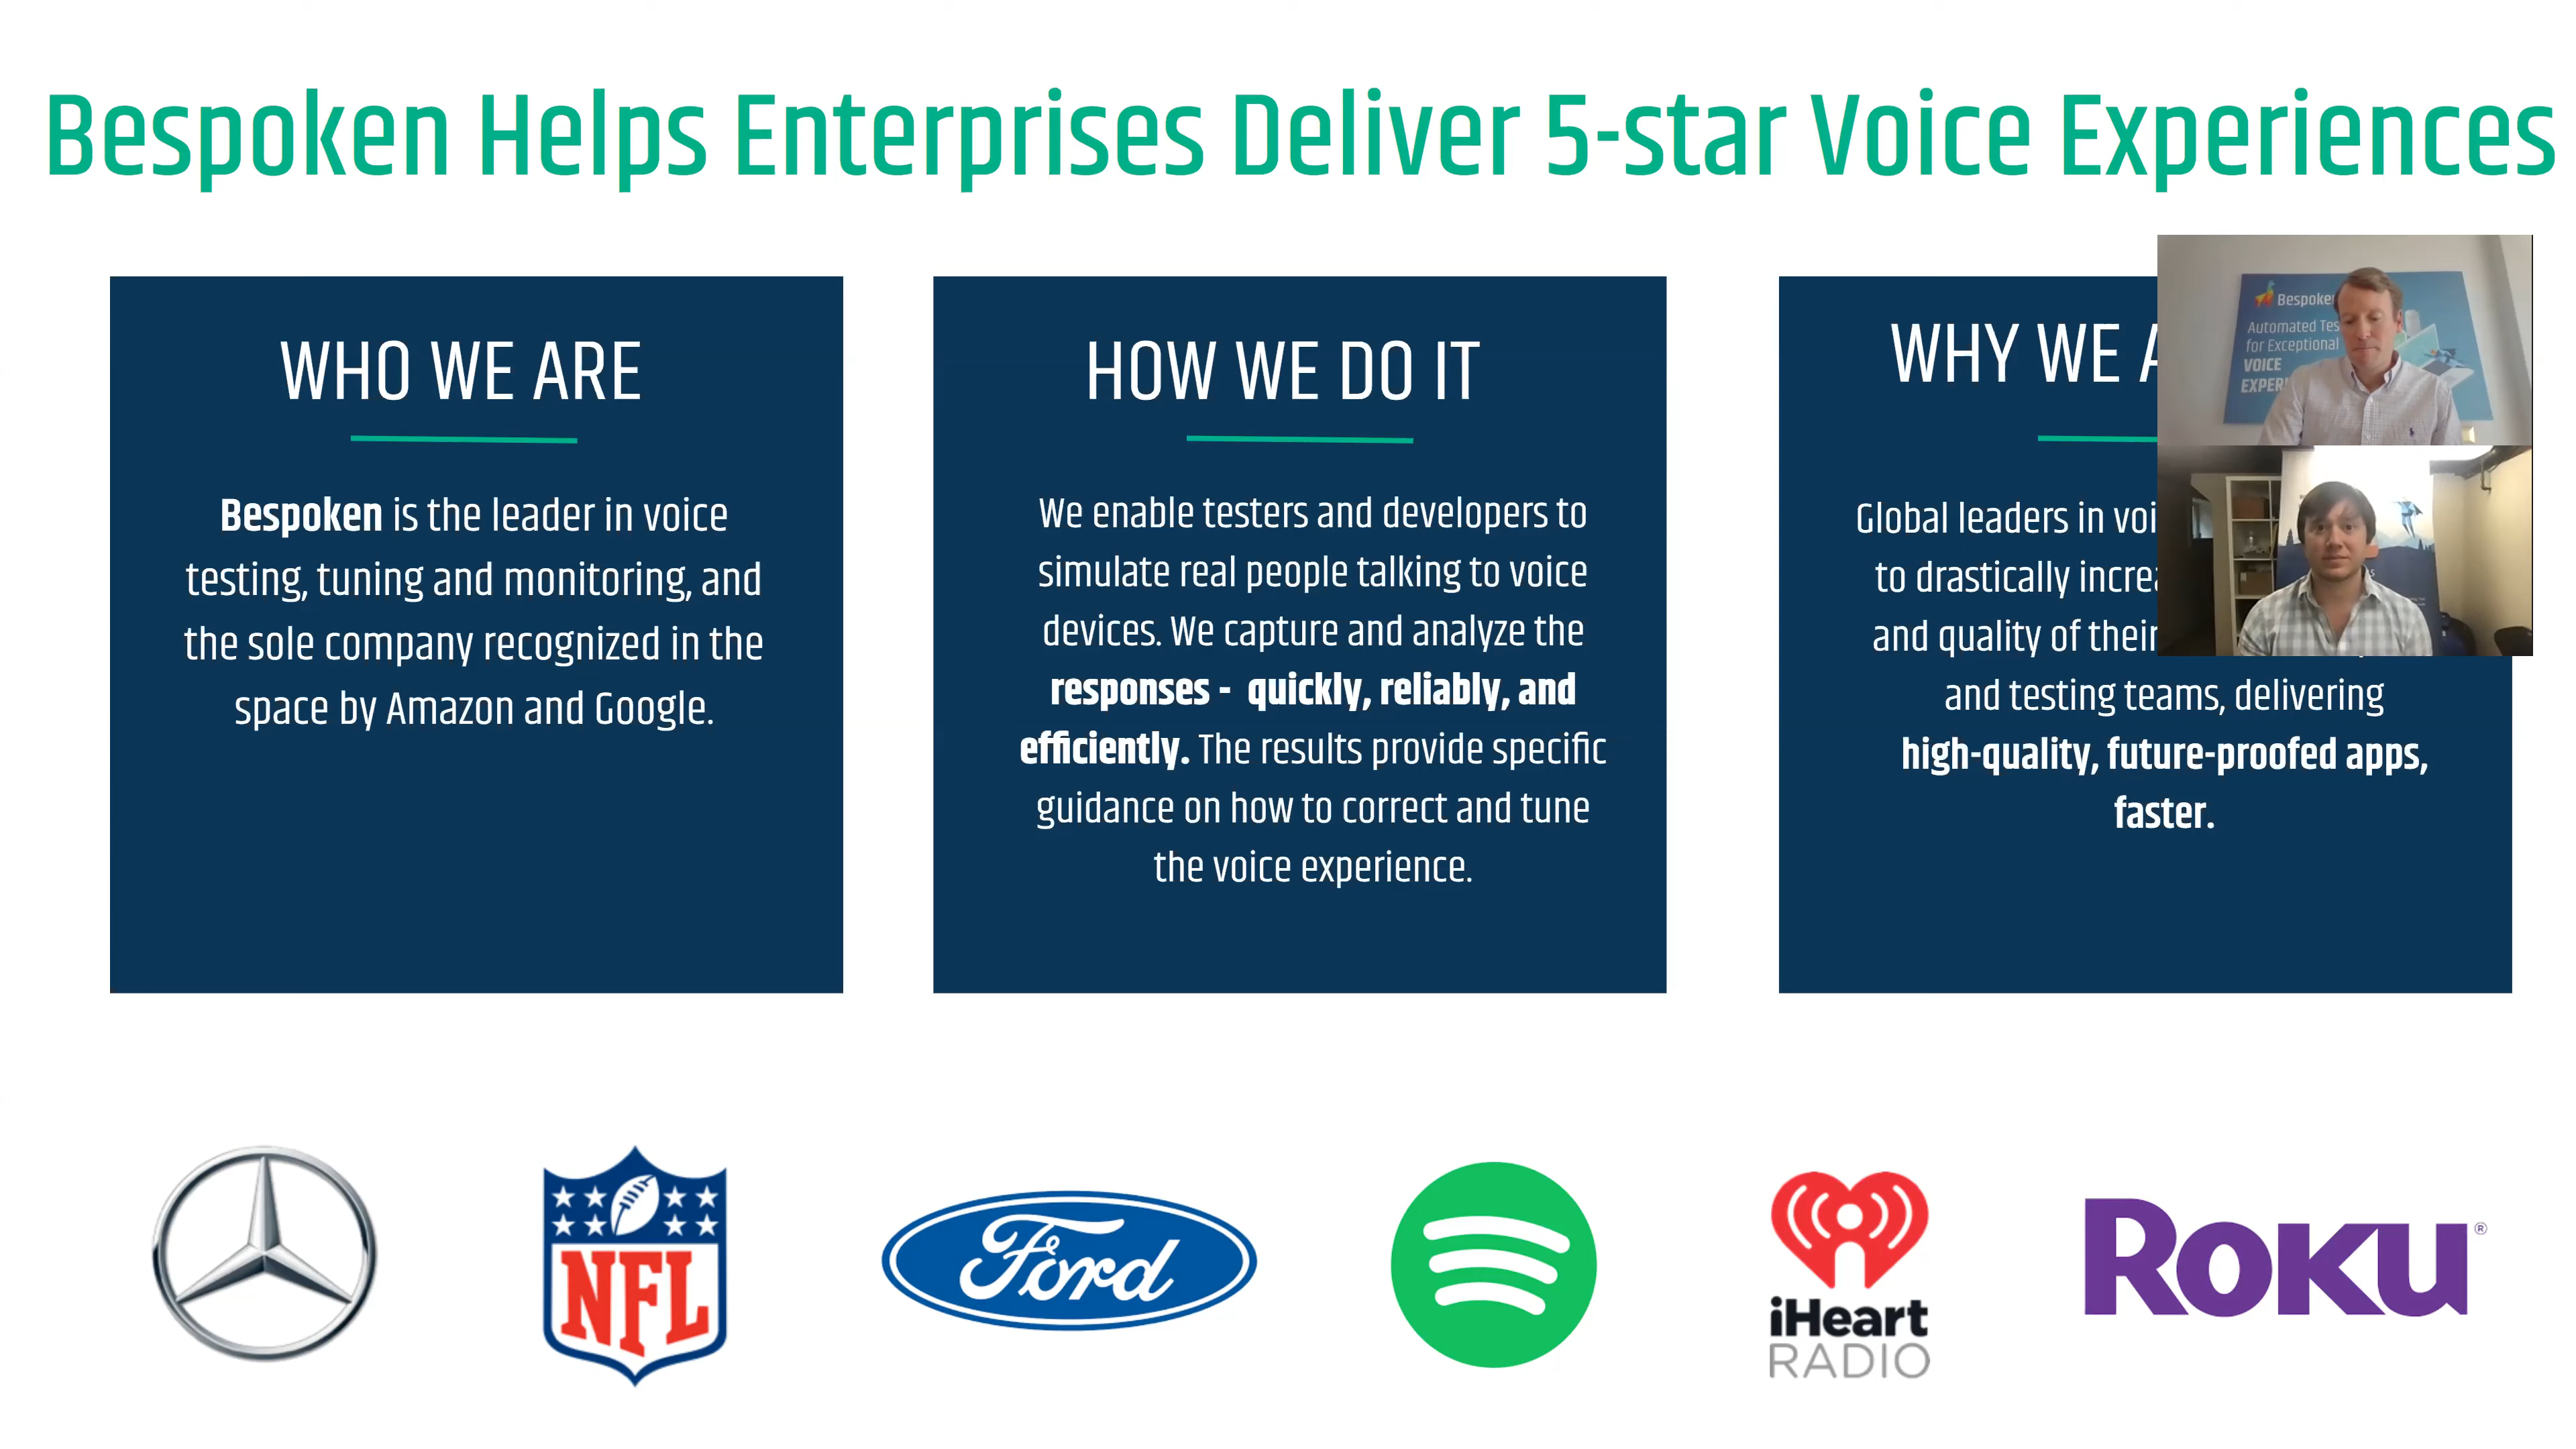 Bespoken Helps Enterprises Deliver 5-star Voice Experiences
WHO WE ARE
Bespoken is the leader in voice
testing, tuning and monitoring, and
the sole company recognized in the
space by Amazon and Google.
HOW WE DO IT
We enable testers and developers to
simulate real people talking to voice
devices. We capture and analyze the
responses - quickly, reliably, and
efficiently. The results provide specific
guidance on how to correct and tune
the voice experience.
WHY WE
Global leaders in
to drastically
and quality of their
and testing teams, delivering
high-quality, future-proofed apps,
faster.
Bespoken
Automated
for Exceptional
VOICE
NFL
Ford
iHeart
RADIO
ROKU®